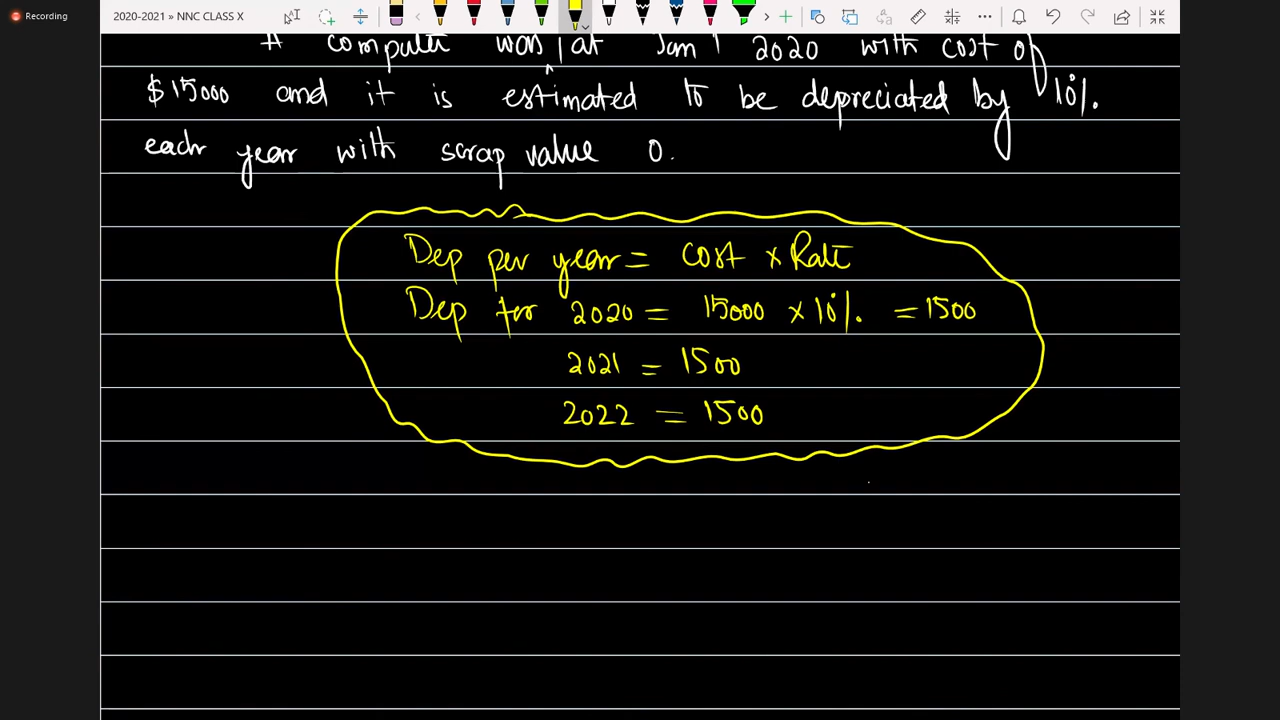 Recording
2020-2021 » NNC CLASS X
A computer was at Jan 1 2020 with cost of
$15000 and it is estimated to be depreciated by 10%.
each year with scrap value 0.
Dep per year = cost × Rate
Dep for 2020 = 15000 × 10% = 1500
2021 = 1500
2022 = 1500